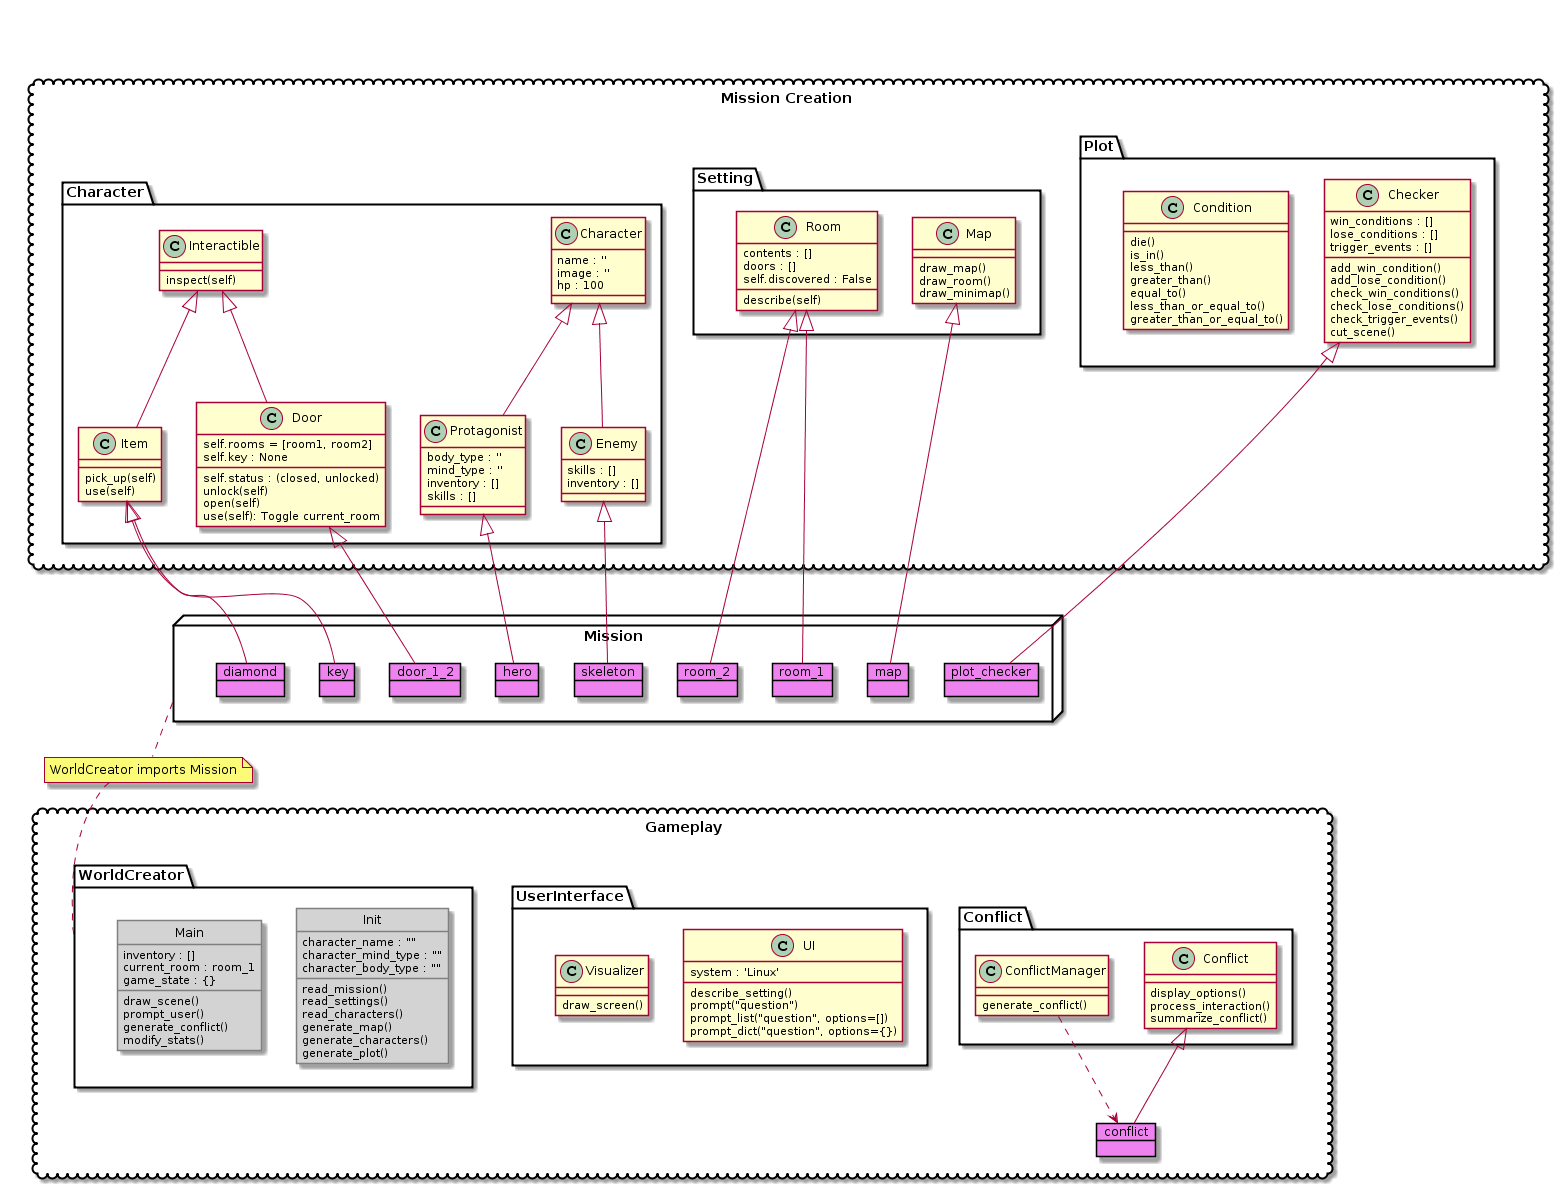 Mission Creation
Character
C Interactible
inspect(self)
C Character
name : ''
image : ''
hp : 100
C Item
pick_up(self)
use(self)
C Door
self.rooms = [room1, room2]
self.key : None
self.status : (closed, unlocked)
unlock(self)
open(self)
use(self): Toggle current_room
C Protagonist
body_type : ''
mind_type : ''
inventory : []
skills : []
C Enemy
skills : []
inventory : []
Setting
C Room
contents : []
doors : []
self.discovered : False
describe(self)
C Map
draw_map()
draw_room()
draw_minimap()
Plot
C Condition
die()
is_in()
less_than()
greater_than()
equal_to()
less_than_or_equal_to()
greater_than_or_equal_to()
C Checker
win_conditions : []
lose_conditions : []
trigger_events : []
add_win_condition()
add_lose_condition()
check_win_conditions()
check_lose_conditions()
check_trigger_events()
cut_scene()
Mission
diamond
key
door_1_2
hero
skeleton
room_2
room_1
map
plot_checker
WorldCreator imports Mission
Gameplay
WorldCreator
Main
inventory : []
current_room : room_1
game_state : {}
draw_scene()
prompt_user()
generate_conflict()
modify_stats()
Init
character_name : ""
character_mind_type : ""
character_body_type : ""
read_mission()
read_settings()
read_characters()
generate_map()
generate_characters()
generate_plot()
UserInterface
C Visualizer
draw_screen()
C UI
system : 'Linux'
describe_setting()
prompt("question")
prompt_list("question", options=[])
prompt_dict("question", options={})
Conflict
C ConflictManager
generate_conflict()
C Conflict
display_options()
process_interaction()
summarize_conflict()
conflict